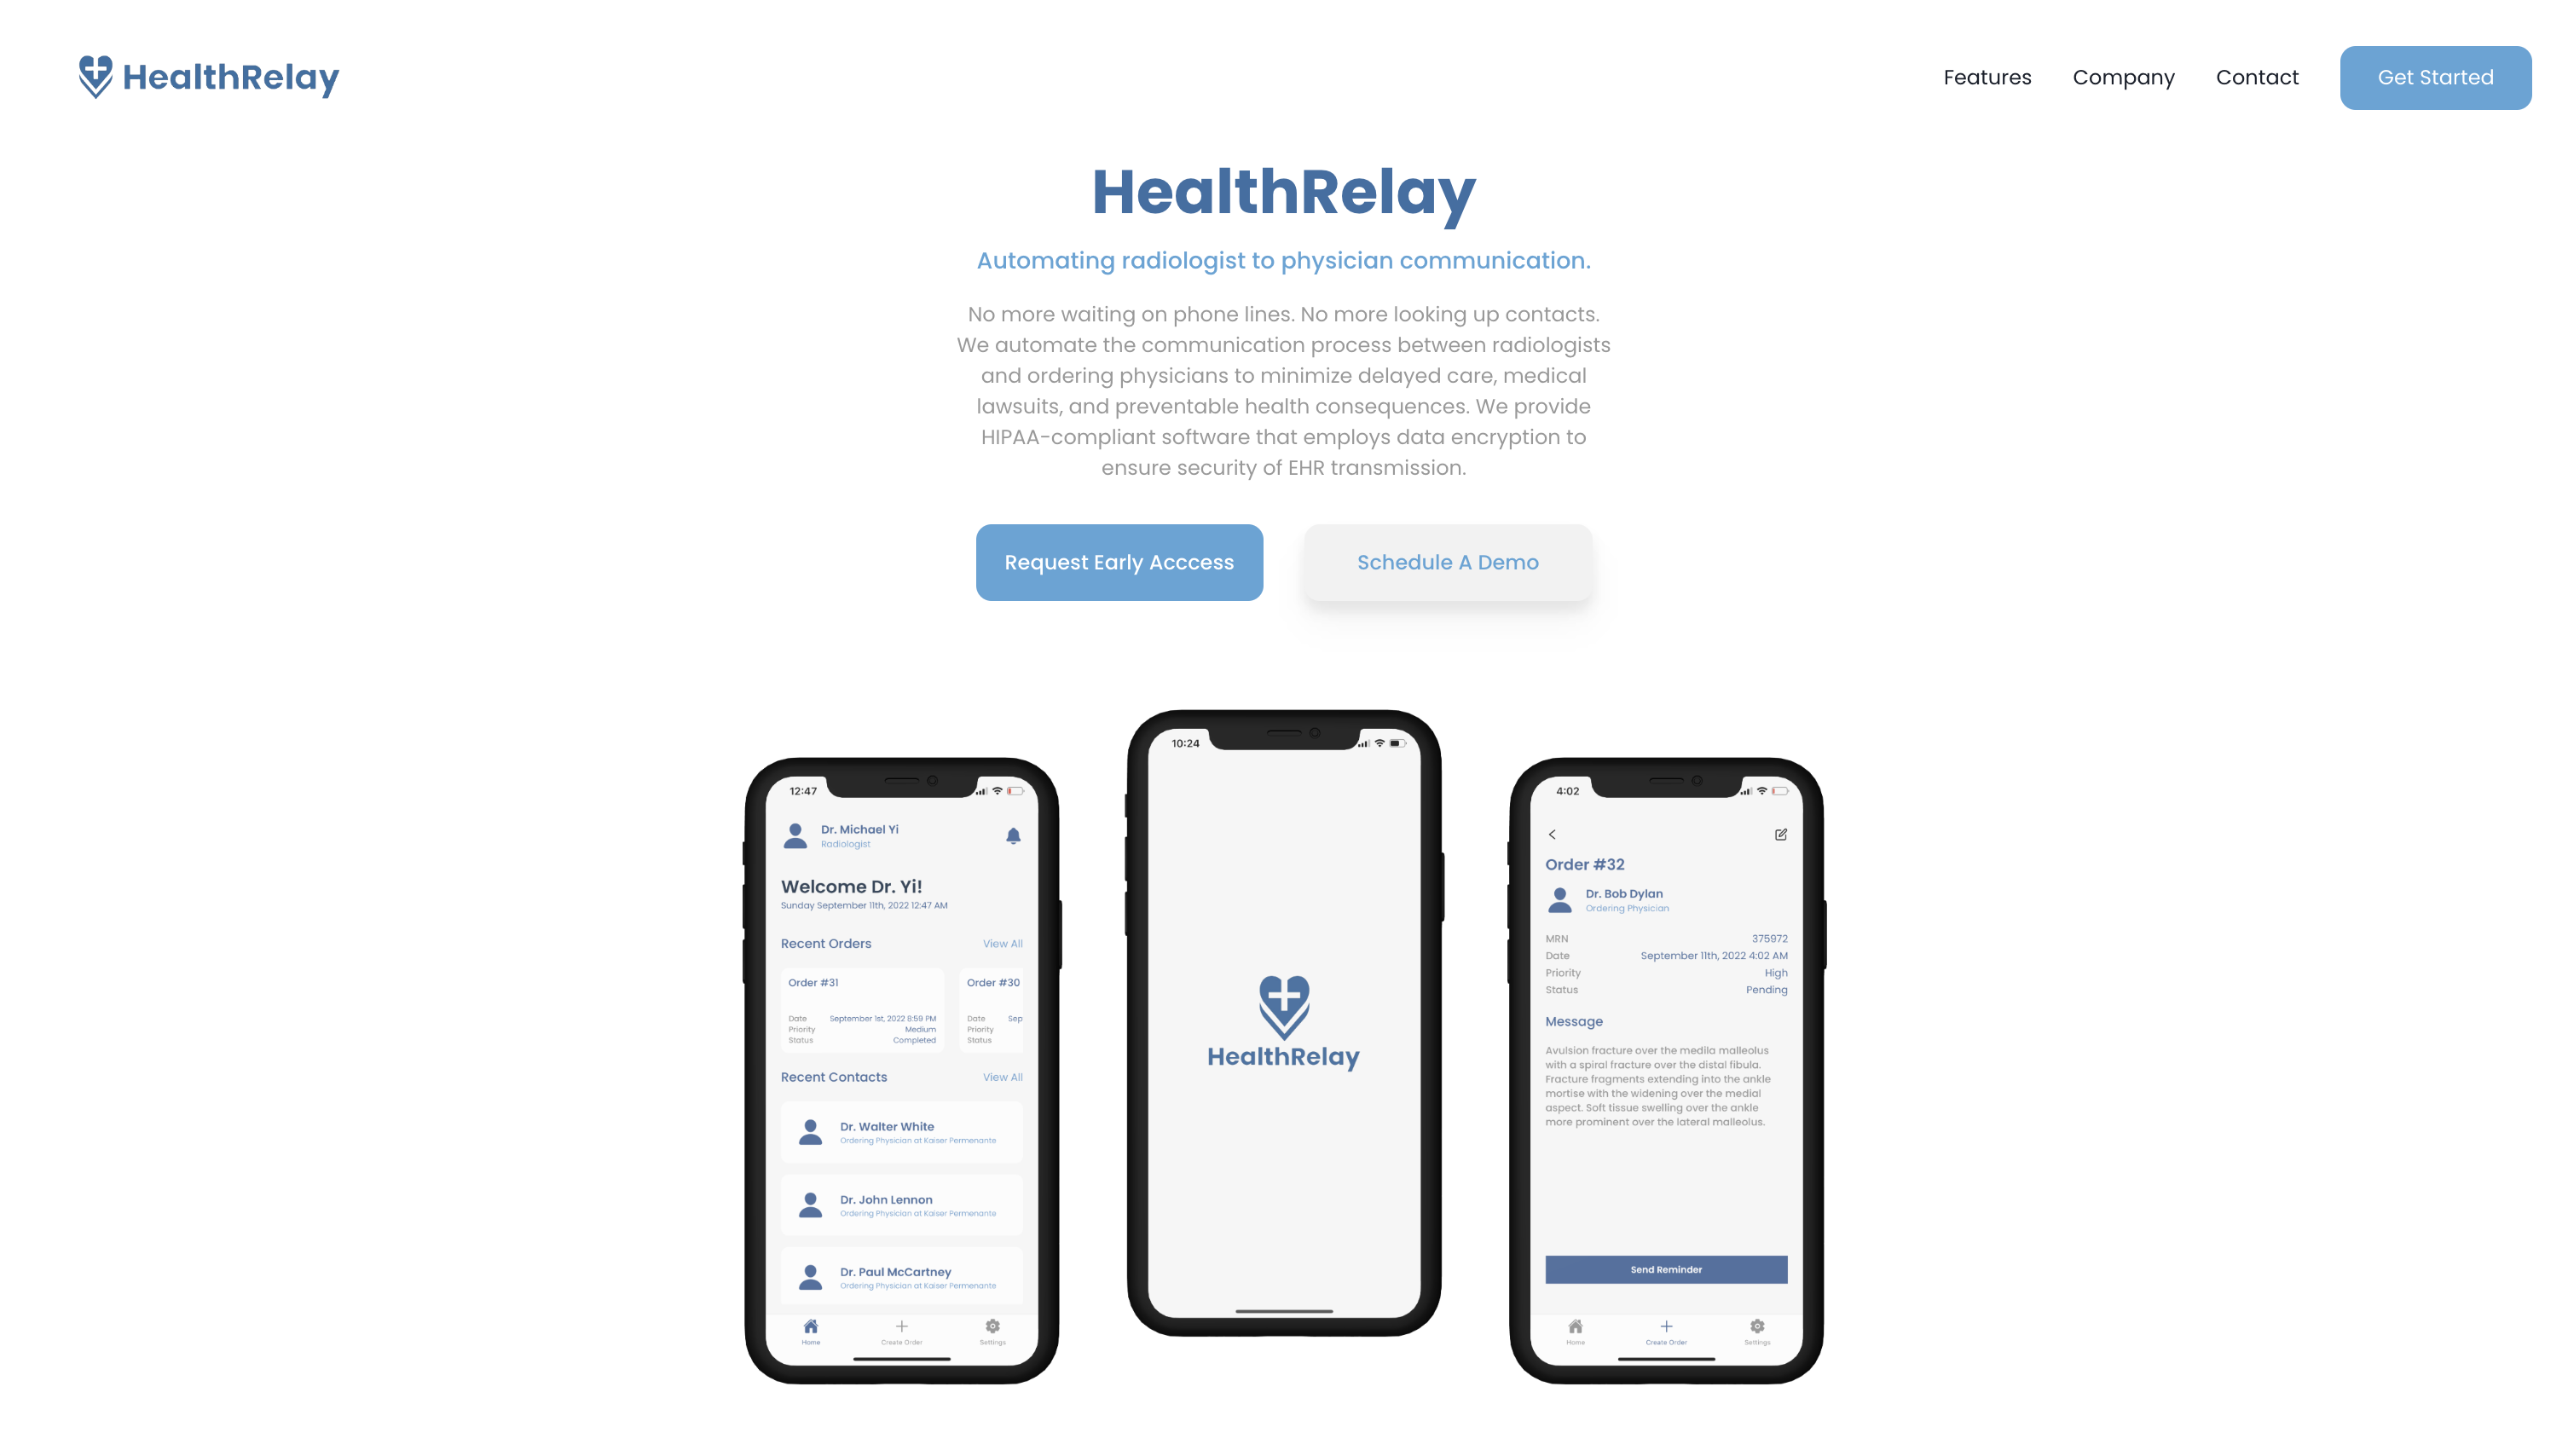 HealthRelay
Features
Company
Contact
Get Started
HealthRelay
Automating radiologist to physician communication.
No more waiting on phone lines. No more looking up contacts.
We automate the communication process between radiologists
and ordering physicians to minimize delayed care, medical
lawsuits, and preventable health consequences. We provide
HIPAA-compliant software that employs data encryption to
ensure security of EHR transmission.
Request Early Acccess
Schedule A Demo
12:47
Dr. Michael Yi
Radiologist
Welcome Dr. Yi!
Sunday September 11th, 2022 12:47 AM
Recent Orders
View All
Order #31
Date September 1st, 2022 8:59 PM
Priority Medium
Status Completed
Order #30
Date Sep
Priority
Status
Recent Contacts
View All
Dr. Walter White
Ordering Physician at Kaiser Permenante
Dr. John Lennon
Ordering Physician at Kaiser Permenante
Dr. Paul McCartney
Ordering Physician at Kaiser Permenante
Home
Create Order
Settings
10:24
HealthRelay
4:02
Order #32
Dr. Bob Dylan
Ordering Physician
MRN 375972
Date September 11th, 2022 4:02 AM
Priority High
Status Pending
Message
Avulsion fracture over the medila malleolus
with a spiral fracture over the distal fibula.
Fracture fragments extending into the ankle
mortise with the widening over the medial
aspect. Soft tissue swelling over the ankle
more prominent over the lateral malleolus.
Send Reminder
Home
Create Order
Settings